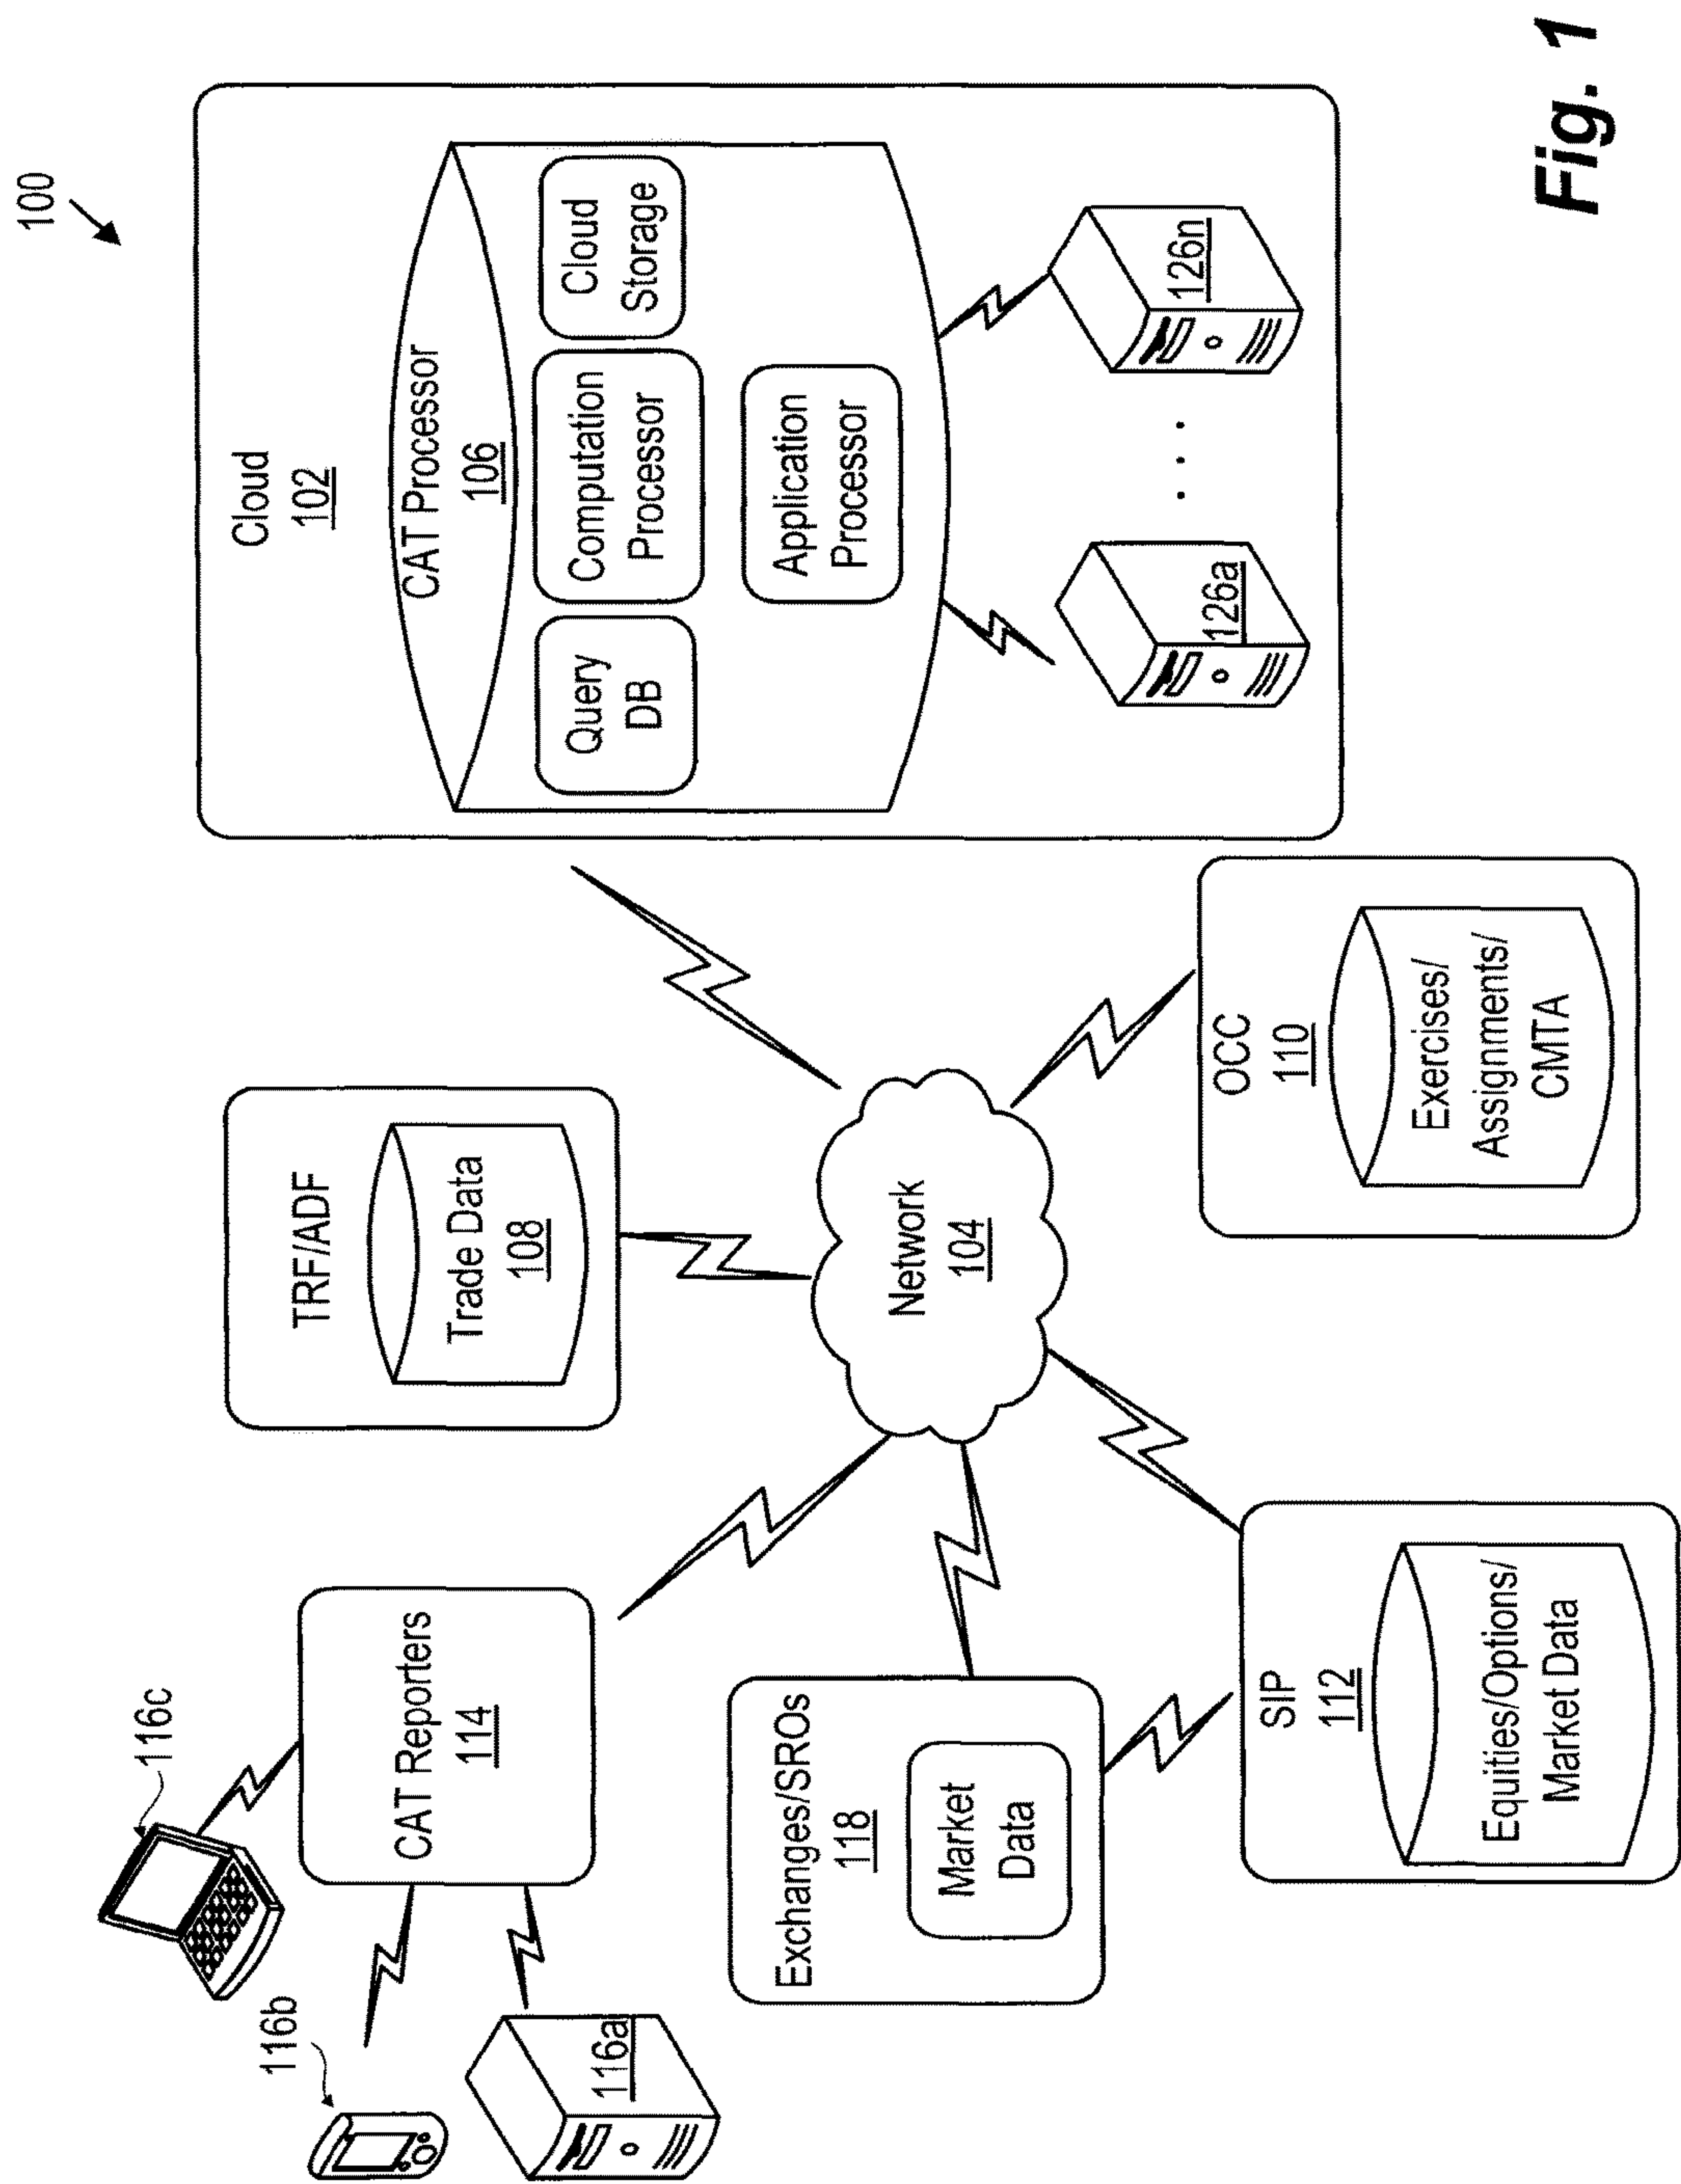 100
116c
116b
116a
CAT Reporters
114
TRF/ADF
Trade Data
108
Cloud
102
CAT Processor
106
Query
DB
Computation
Processor
Cloud
Storage
Application
Processor
126a
. . .
126n
Network
104
Exchanges/SROs
118
Market
Data
SIP
112
Equities/Options/
Market Data
OCC
110
Exercises/
Assignments/
CMTA
Fig. 1